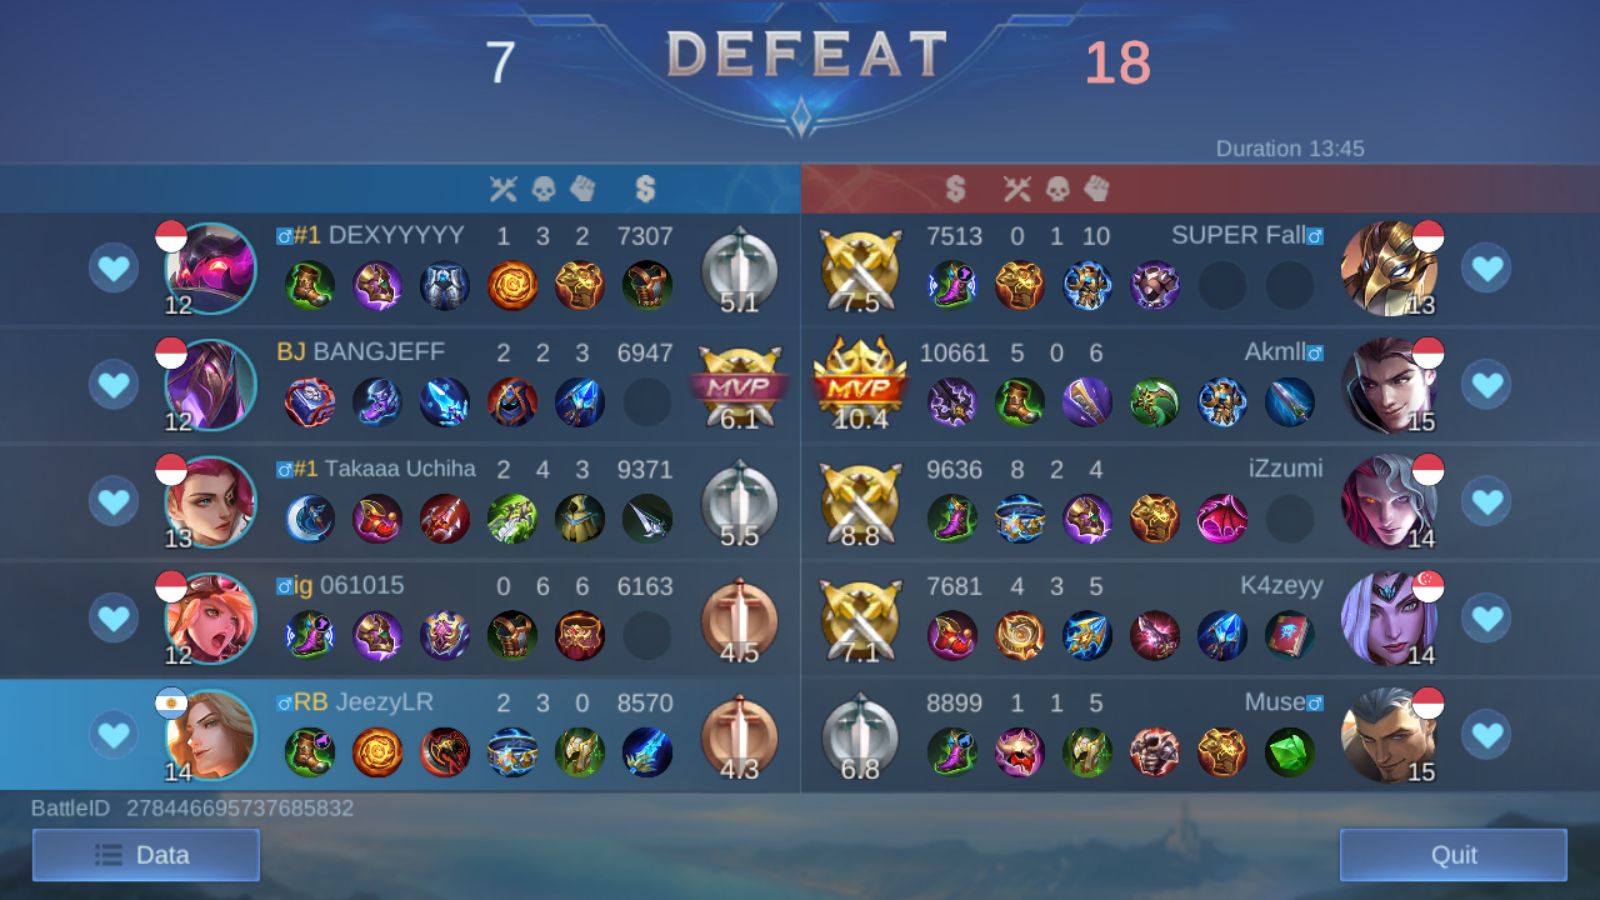 7 DEFEAT 18
Duration 13:45
#1 DEXYYYYY 1 3 2 7307
12 5.1
7.5 7513 0 1 10 SUPER Fall
13
BJ BANGJEFF 2 2 3 6947
12 MVP 6.1
MVP 10.4 10661 5 0 6 Akmll
15
#1 Takaaa Uchiha 2 4 3 9371
13 5.5
8.8 9636 8 2 4 iZzumi
14
ig 061015 0 6 6 6163
12 4.5
7.1 7681 4 3 5 K4zeyy
14
RB JeezyLR 2 3 0 8570
14 4.3
6.8 8899 1 1 5 Muse
15
BattleID 278446695737685832
Data
Quit